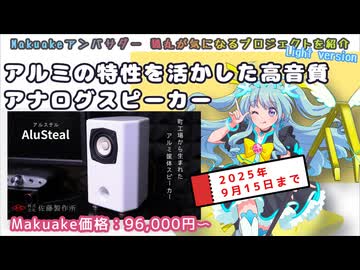 Makuakeアンバサダー 萌えが気になるプロジェクトを紹介
Light version
アルミの特性を活かした高音質
アナログスピーカー
アルスチル
AluSteal
町工場から生まれた
アルミ筐体スピーカー
2025年
9月15日まで
佐藤製作所
Makuake価格：96,000円〜